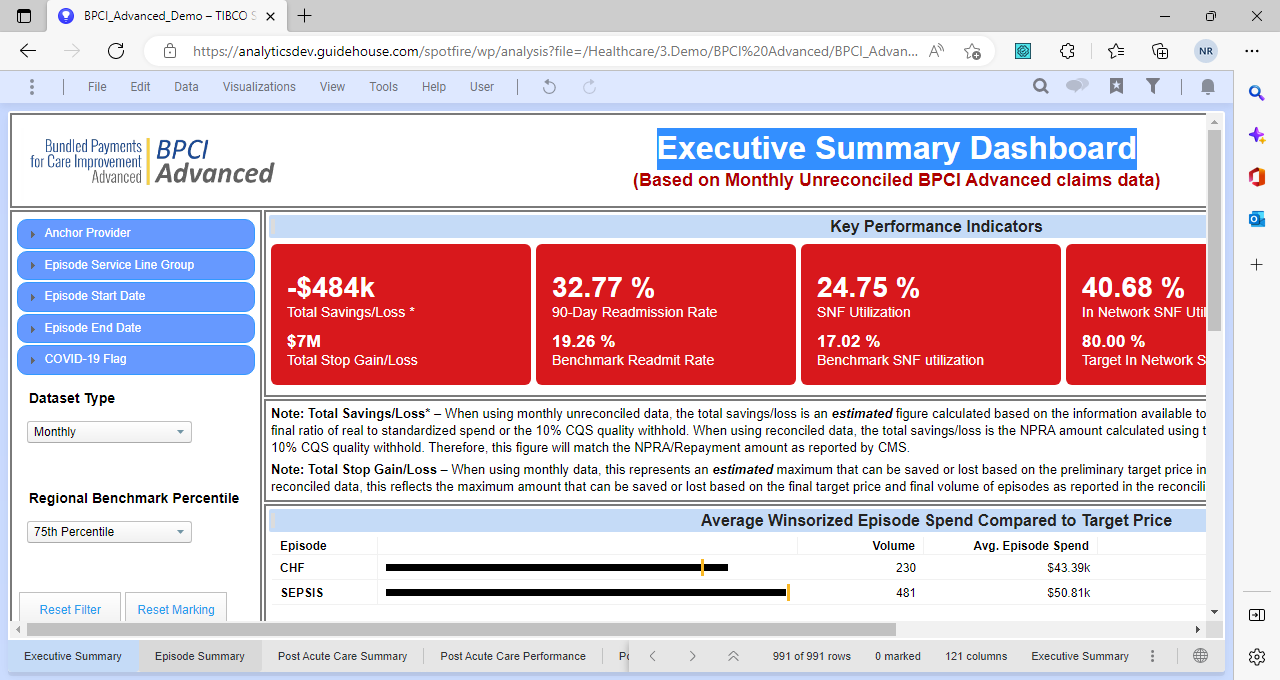 BPCI_Advanced_Demo – TIBCO S
https://analyticsdev.guidehouse.com/spotfire/wp/analysis?file=/Healthcare/3.Demo/BPCI%20Advanced/BPCI_Advan...
NR
File Edit Data Visualizations View Tools Help User
Bundled Payments
for Care Improvement
Advanced
BPCI
Advanced
Executive Summary Dashboard
(Based on Monthly Unreconciled BPCI Advanced claims data)
Anchor Provider
Episode Service Line Group
Episode Start Date
Episode End Date
COVID-19 Flag
Dataset Type
Monthly
Regional Benchmark Percentile
75th Percentile
Reset Filter Reset Marking
Key Performance Indicators
-$484k
Total Savings/Loss *
$7M
Total Stop Gain/Loss
32.77 %
90-Day Readmission Rate
19.26 %
Benchmark Readmit Rate
24.75 %
SNF Utilization
17.02 %
Benchmark SNF utilization
40.68 %
In Network SNF Util
80.00 %
Target In Network S
Note: Total Savings/Loss* – When using monthly unreconciled data, the total savings/loss is an estimated figure calculated based on the information available to
final ratio of real to standardized spend or the 10% CQS quality withhold. When using reconciled data, the total savings/loss is the NPRA amount calculated using t
10% CQS quality withhold. Therefore, this figure will match the NPRA/Repayment amount as reported by CMS.
Note: Total Stop Gain/Loss – When using monthly data, this represents an estimated maximum that can be saved or lost based on the preliminary target price in
reconciled data, this reflects the maximum amount that can be saved or lost based on the final target price and final volume of episodes as reported in the reconcili
Average Winsorized Episode Spend Compared to Target Price
Episode Volume Avg. Episode Spend
CHF 230 $43.39k
SEPSIS 481 $50.81k
Executive Summary Episode Summary Post Acute Care Summary Post Acute Care Performance Po 991 of 991 rows 0 marked 121 columns Executive Summary